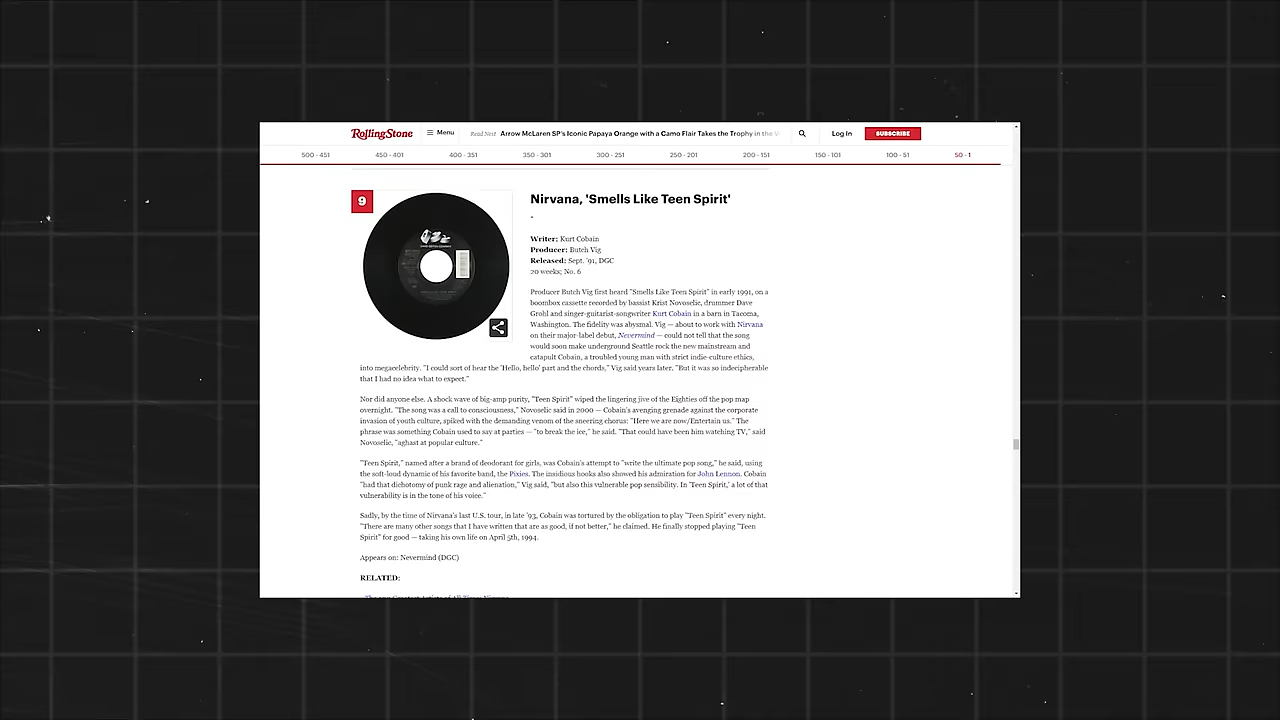 RollingStone Menu Read Next Arrow McLaren SP's Iconic Papaya Orange with a Camo Flair Takes the Trophy in the Log In SUBSCRIBE
500 - 451 450 - 401 400 - 351 350 - 301 300 - 251 250 - 201 200 - 151 150 - 101 100 - 51 50 - 1
9
Nirvana, 'Smells Like Teen Spirit'
-
Writer: Kurt Cobain
Producer: Butch Vig
Released: Sept. '91, DGC
20 weeks; No. 6
Producer Butch Vig first heard "Smells Like Teen Spirit" in early 1991, on a
boombox cassette recorded by bassist Krist Novoselic, drummer Dave
Grohl and singer-guitarist-songwriter Kurt Cobain in a barn in Tacoma,
Washington. The fidelity was abysmal. Vig — about to work with Nirvana
on their major-label debut, Nevermind — could not tell that the song
would soon make underground Seattle rock the new mainstream and
catapult Cobain, a troubled young man with strict indie-culture ethics,
into megacelebrity. "I could sort of hear the 'Hello, hello' part and the chords," Vig said years later. "But it was so indecipherable
that I had no idea what to expect."
Nor did anyone else. A shock wave of big-amp purity, "Teen Spirit" wiped the lingering jive of the Eighties off the pop map
overnight. "The song was a call to consciousness," Novoselic said in 2000 — Cobain's avenging grenade against the corporate
invasion of youth culture, spiked with the demanding venom of the sneering chorus: "Here we are now/Entertain us." The
phrase was something Cobain used to say at parties — "to break the ice," he said. "That could have been him watching TV," said
Novoselic, "aghast at popular culture."
"Teen Spirit," named after a brand of deodorant for girls, was Cobain's attempt to "write the ultimate pop song," he said, using
the soft-loud dynamic of his favorite band, the Pixies. The insidious hooks also showed his admiration for John Lennon. Cobain
"had that dichotomy of punk rage and alienation," Vig said, "but also this vulnerable pop sensibility. In 'Teen Spirit,' a lot of that
vulnerability is in the tone of his voice."
Sadly, by the time of Nirvana's last U.S. tour, in late '93, Cobain was tortured by the obligation to play "Teen Spirit" every night.
"There are many other songs that I have written that are as good, if not better," he claimed. He finally stopped playing "Teen
Spirit" for good — taking his own life on April 5th, 1994.
Appears on: Nevermind (DGC)
RELATED: